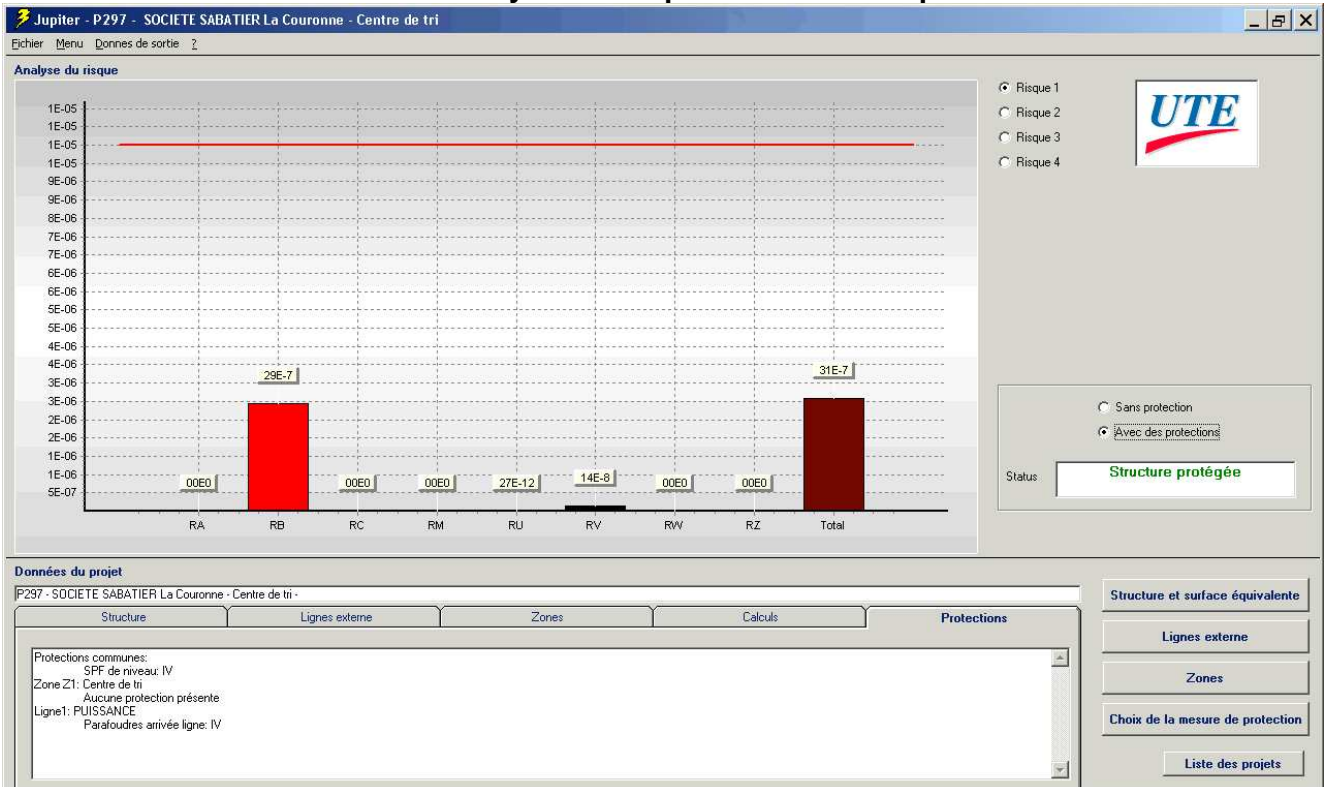 Jupiter - P297 - SOCIETE SABATIER La Couronne - Centre de tri
Fichier Menu Donnes de sortie ?
Analyse du risque
1E-05
1E-05
1E-05
1E-05
9E-06
9E-06
8E-06
7E-06
7E-06
6E-06
6E-06
5E-06
5E-06
4E-06
4E-06
3E-06
3E-06
2E-06
2E-06
1E-06
1E-06
5E-07
00E0
29E-7
00E0
00E0
27E-12
14E-8
00E0
00E0
31E-7
RA RB RC RM RU RV RW RZ Total
Risque 1
Risque 2
Risque 3
Risque 4
UTE
Sans protection
Avec des protections
Status Structure protégée
Données du projet
P297 - SOCIETE SABATIER La Couronne - Centre de tri -
Structure Lignes externe Zones Calculs Protections
Protections communes:
SPF de niveau: IV
Zone Z1: Centre de tri
Aucune protection présente
Ligne1: PUISSANCE
Parafoudres arrivée ligne: IV
Structure et surface équivalente
Lignes externe
Zones
Choix de la mesure de protection
Liste des projets